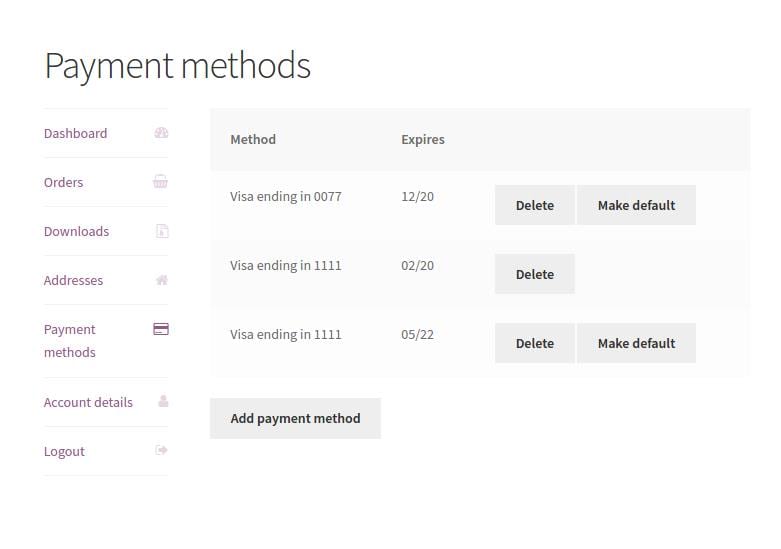 Payment methods
Dashboard
Orders
Downloads
Addresses
Payment
methods
Account details
Logout
Method Expires
Visa ending in 0077 12/20 Delete Make default
Visa ending in 1111 02/20 Delete
Visa ending in 1111 05/22 Delete Make default
Add payment method